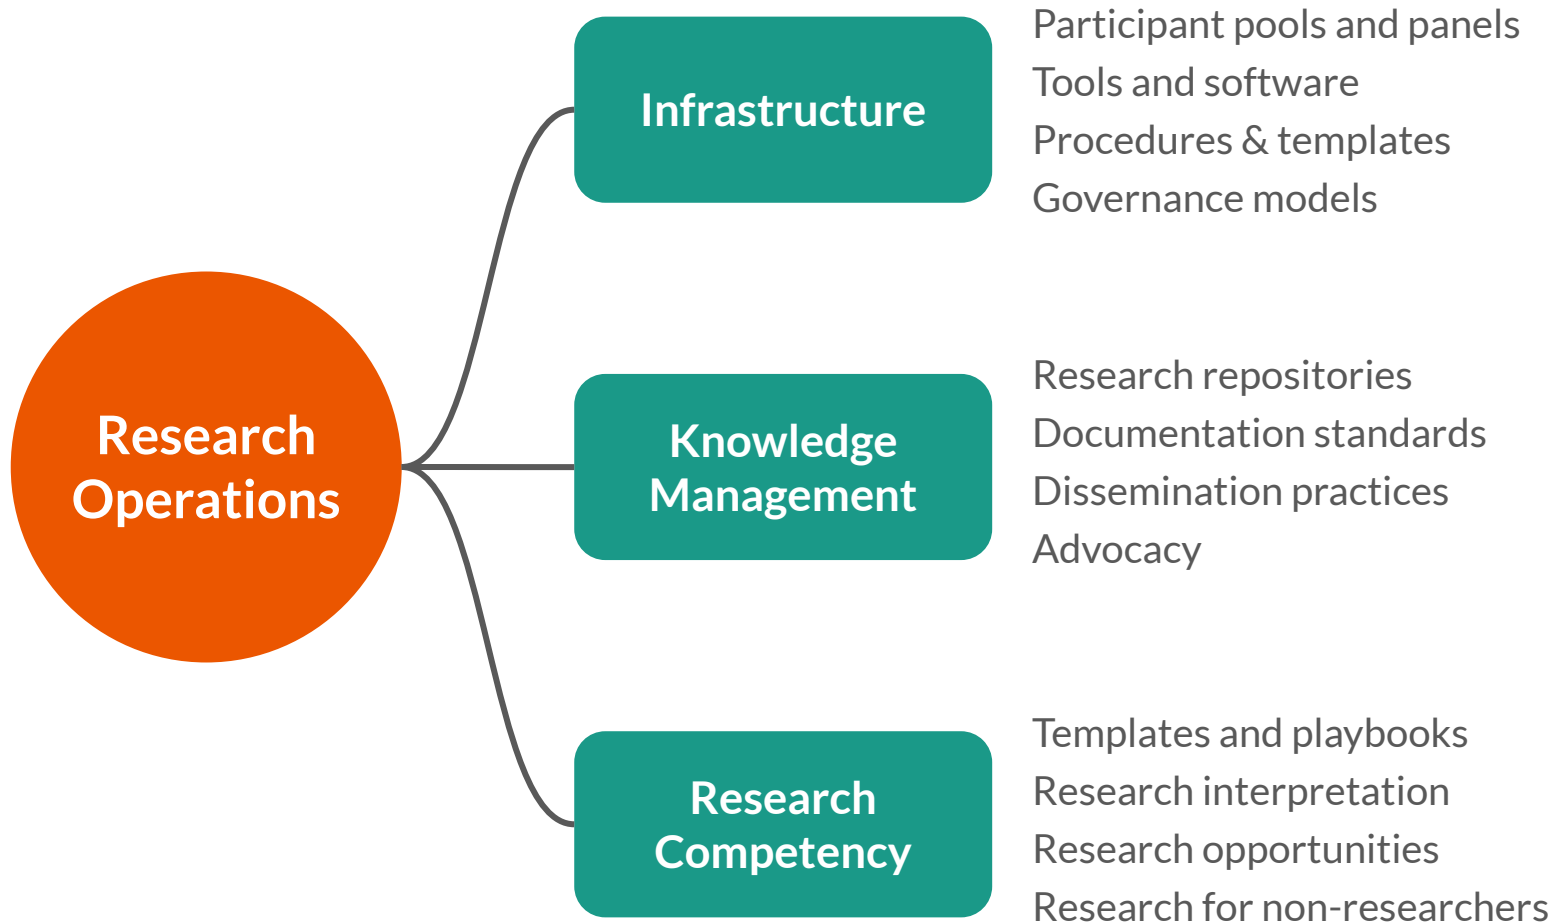 Research
Operations
Infrastructure
Participant pools and panels
Tools and software
Procedures & templates
Governance models
Knowledge
Management
Research repositories
Documentation standards
Dissemination practices
Advocacy
Research
Competency
Templates and playbooks
Research interpretation
Research opportunities
Research for non-researchers